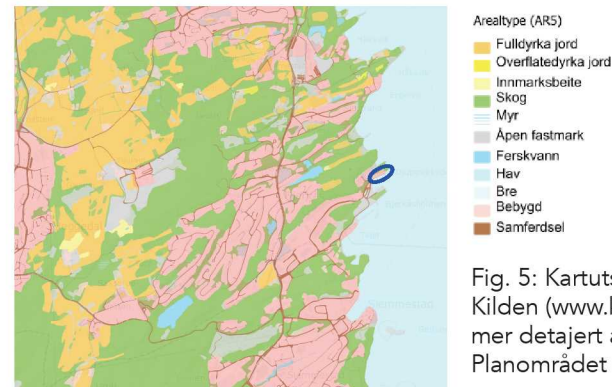 Arealtype (AR5)
Fulldyrka jord
Overflatedyrka jord
Innmarksbeite
Skog
Myr
Åpen fastmark
Ferskvann
Hav
Bre
Bebygd
Samferdsel
Fig. 5: Kartuts
Kilden (www.
mer detajert a
Planområdet